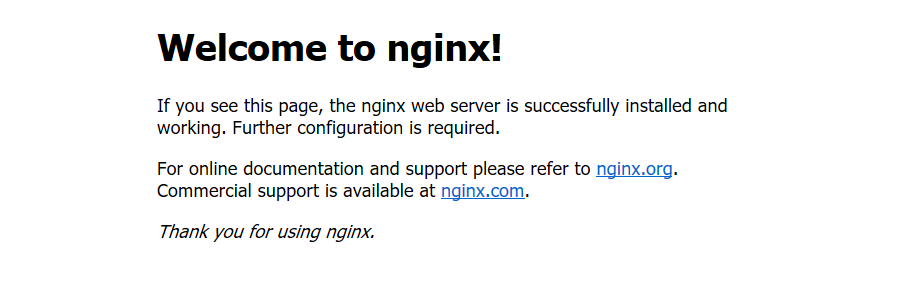 Welcome to nginx!
If you see this page, the nginx web server is successfully installed and
working. Further configuration is required.
For online documentation and support please refer to nginx.org.
Commercial support is available at nginx.com.
Thank you for using nginx.